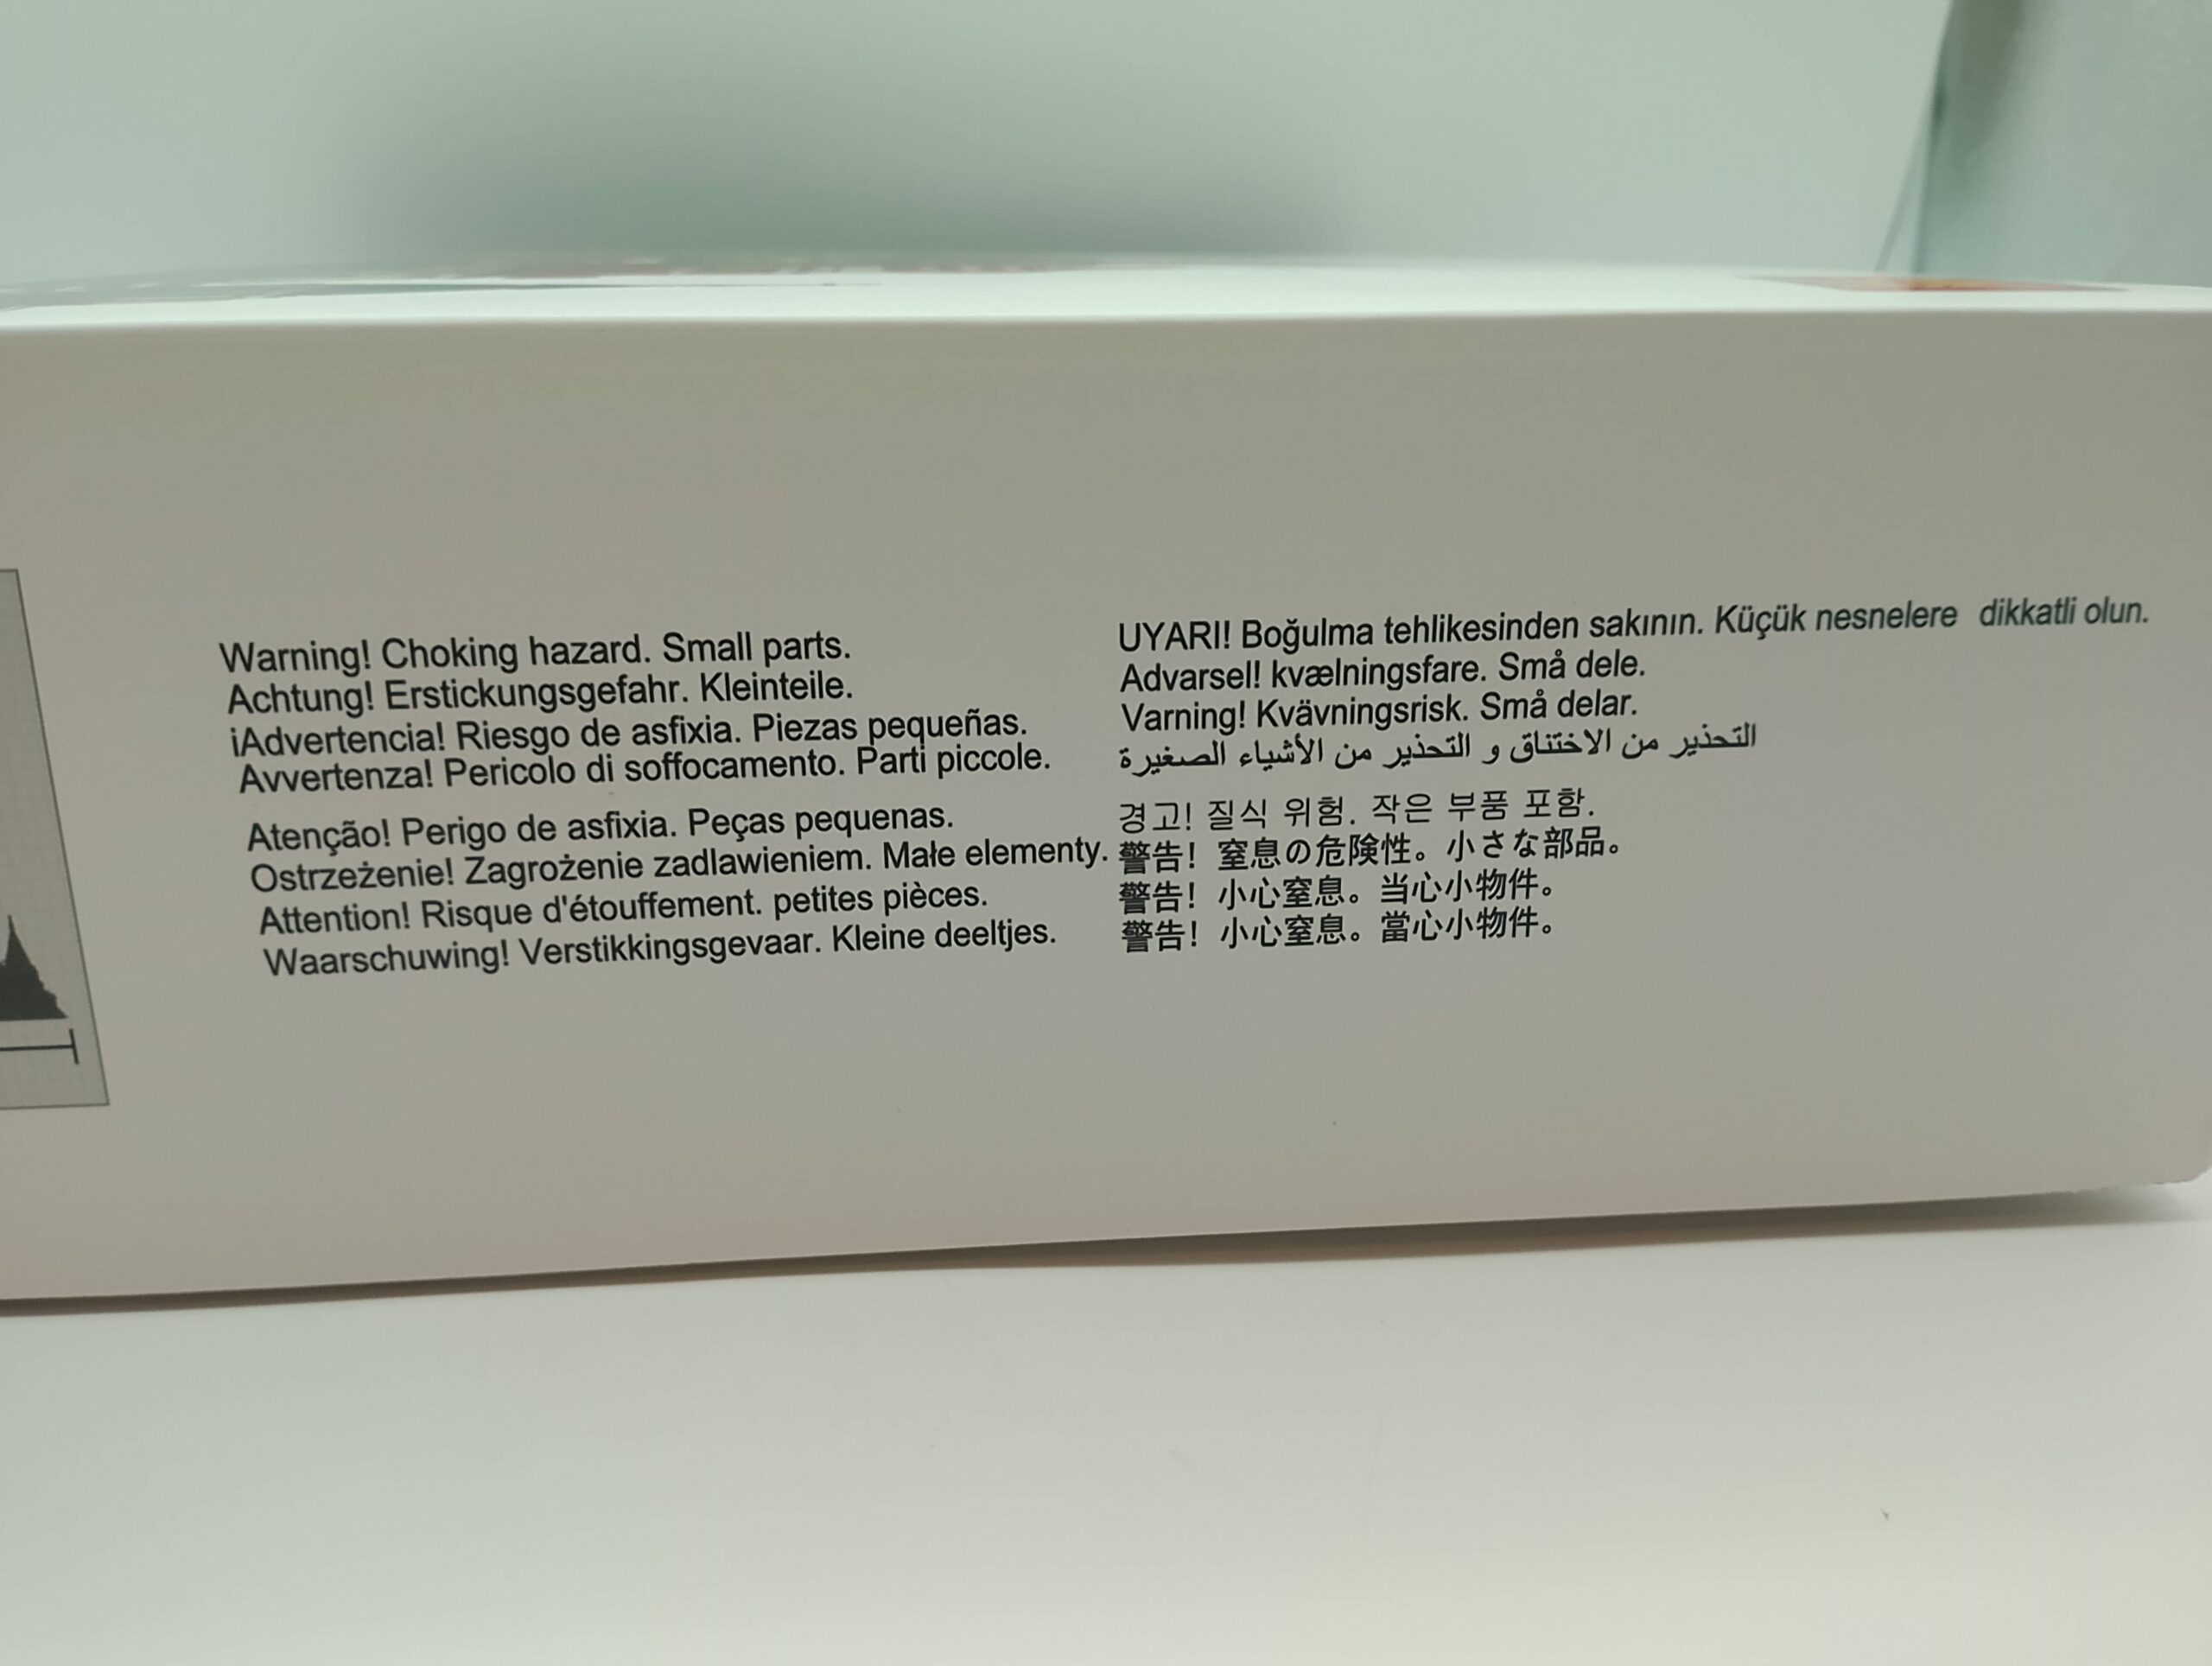 Warning! Choking hazard. Small parts.
Achtung! Erstickungsgefahr. Kleinteile.
¡Advertencia! Riesgo de asfixia. Piezas pequeñas.
Avvertenza! Pericolo di soffocamento. Parti piccole.
Atenção! Perigo de asfixia. Peças pequenas.
Ostrzeżenie! Zagrożenie zadlawieniem. Małe elementy.
Attention! Risque d'étouffement. petites pièces.
Waarschuwing! Verstikkingsgevaar. Kleine deeltjes.
UYARI! Boğulma tehlikesinden sakının. Küçük nesnelere dikkatli olun.
Advarsel! kvælningsfare. Små dele.
Varning! Kvävningsrisk. Små delar.
التحذير من الاختناق و التحذير من الأشياء الصغيرة
경고! 질식 위험. 작은 부품 포함.
警告！窒息の危険性。小さな部品。
警告！小心窒息。当心小物件。
警告！小心窒息。當心小物件。